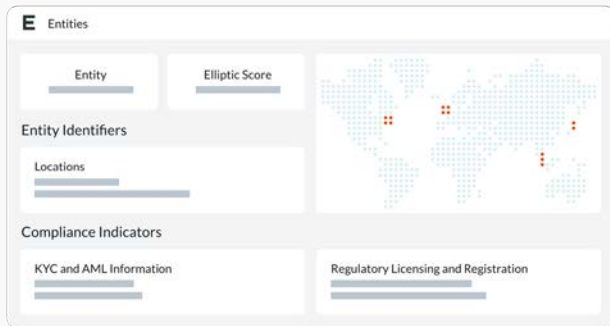 E Entities
Entity
Elliptic Score
Entity Identifiers
Locations
Compliance Indicators
KYC and AML Information
Regulatory Licensing and Registration